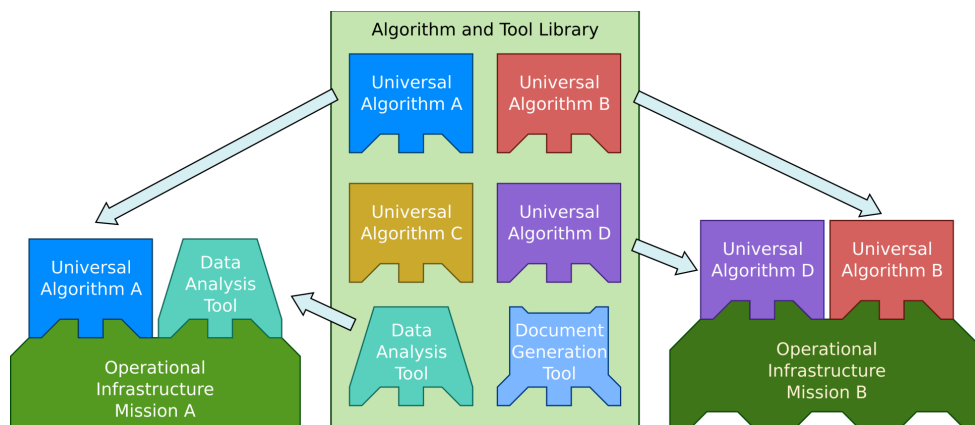 Algorithm and Tool Library
Universal
Algorithm A
Universal
Algorithm B
Universal
Algorithm C
Universal
Algorithm D
Data
Analysis
Tool
Document
Generation
Tool
Universal
Algorithm A
Data
Analysis
Tool
Operational
Infrastructure
Mission A
Universal
Algorithm D
Universal
Algorithm B
Operational
Infrastructure
Mission B